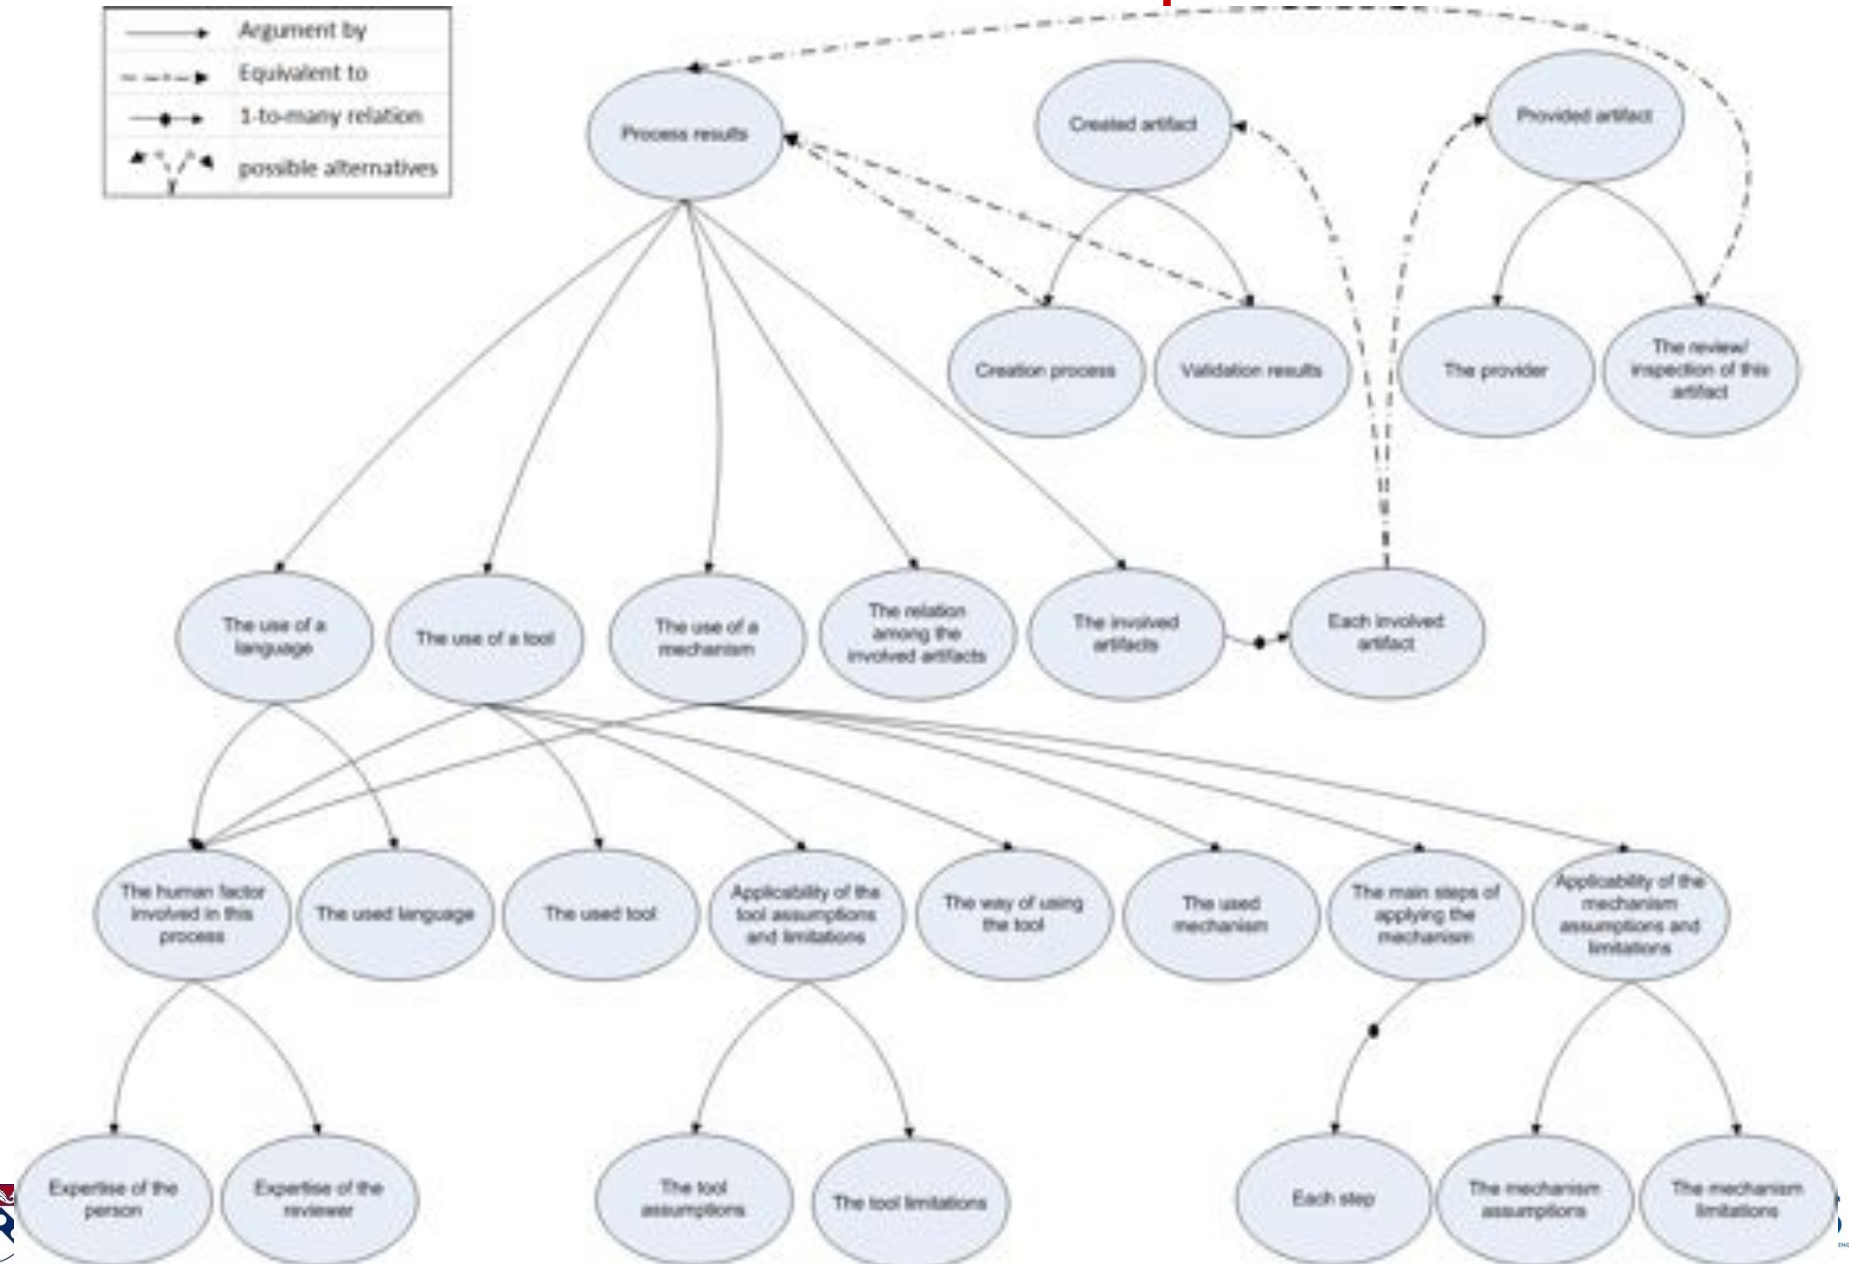 Argument by
Equivalent to
1-to-many relation
possible alternatives
Process results
Created artifact
Provided artifact
Creation process
Validation results
The provider
The review/
inspection of this
artifact
The use of a
language
The use of a tool
The use of a
mechanism
The relation
among the
involved artifacts
The involved
artifacts
Each involved
artifact
The human factor
involved in this
process
The used language
The used tool
Applicability of the
tool assumptions
and limitations
The way of using
the tool
The used
mechanism
The main steps of
applying the
mechanism
Applicability of the
mechanism
assumptions and
limitations
Expertise of the
person
Expertise of the
reviewer
The tool
assumptions
The tool limitations
Each step
The mechanism
assumptions
The mechanism
limitations